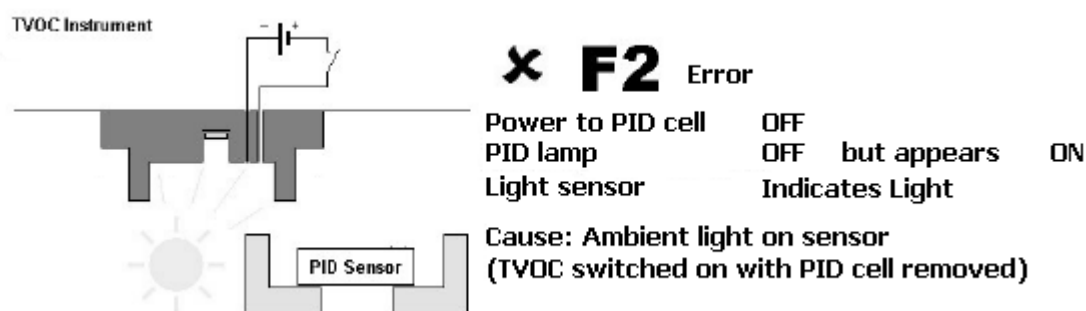 TVOC Instrument
- +
✗ F2 Error
Power to PID cell OFF
PID lamp OFF but appears ON
Light sensor Indicates Light
Cause: Ambient light on sensor
(TVOC switched on with PID cell removed)
PID Sensor